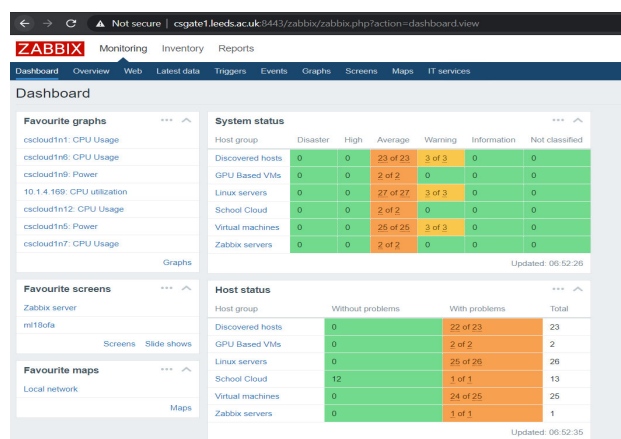 Not secure | csgate1.leeds.ac.uk:8443/zabbix/zabbix.php?action=dashboard.view
ZABBIX Monitoring Inventory Reports
Dashboard Overview Web Latest data Triggers Events Graphs Screens Maps IT services
Dashboard
Favourite graphs
cscloud1n1: CPU Usage
cscloud1n6: CPU Usage
cscloud1n9: Power
10.1.4.169: CPU utilization
cscloud1n12: CPU Usage
cscloud1n5: Power
cscloud1n7: CPU Usage
Graphs
Favourite screens
Zabbix server
ml18ofa
Screens Slide shows
Favourite maps
Local network
Maps
System status
Host group Disaster High Average Warning Information Not classified
Discovered hosts 0 0 23 of 23 3 of 3 0 0
GPU Based VMs 0 0 2 of 2 0 0 0
Linux servers 0 0 27 of 27 3 of 3 0 0
School Cloud 0 0 2 of 2 0 0 0
Virtual machines 0 0 25 of 25 3 of 3 0 0
Zabbix servers 0 0 2 of 2 0 0 0
Updated: 06:52:26
Host status
Host group Without problems With problems Total
Discovered hosts 0 22 of 23 23
GPU Based VMs 0 2 of 2 2
Linux servers 0 25 of 26 26
School Cloud 12 1 of 1 13
Virtual machines 0 24 of 25 25
Zabbix servers 0 1 of 1 1
Updated: 06:52:35